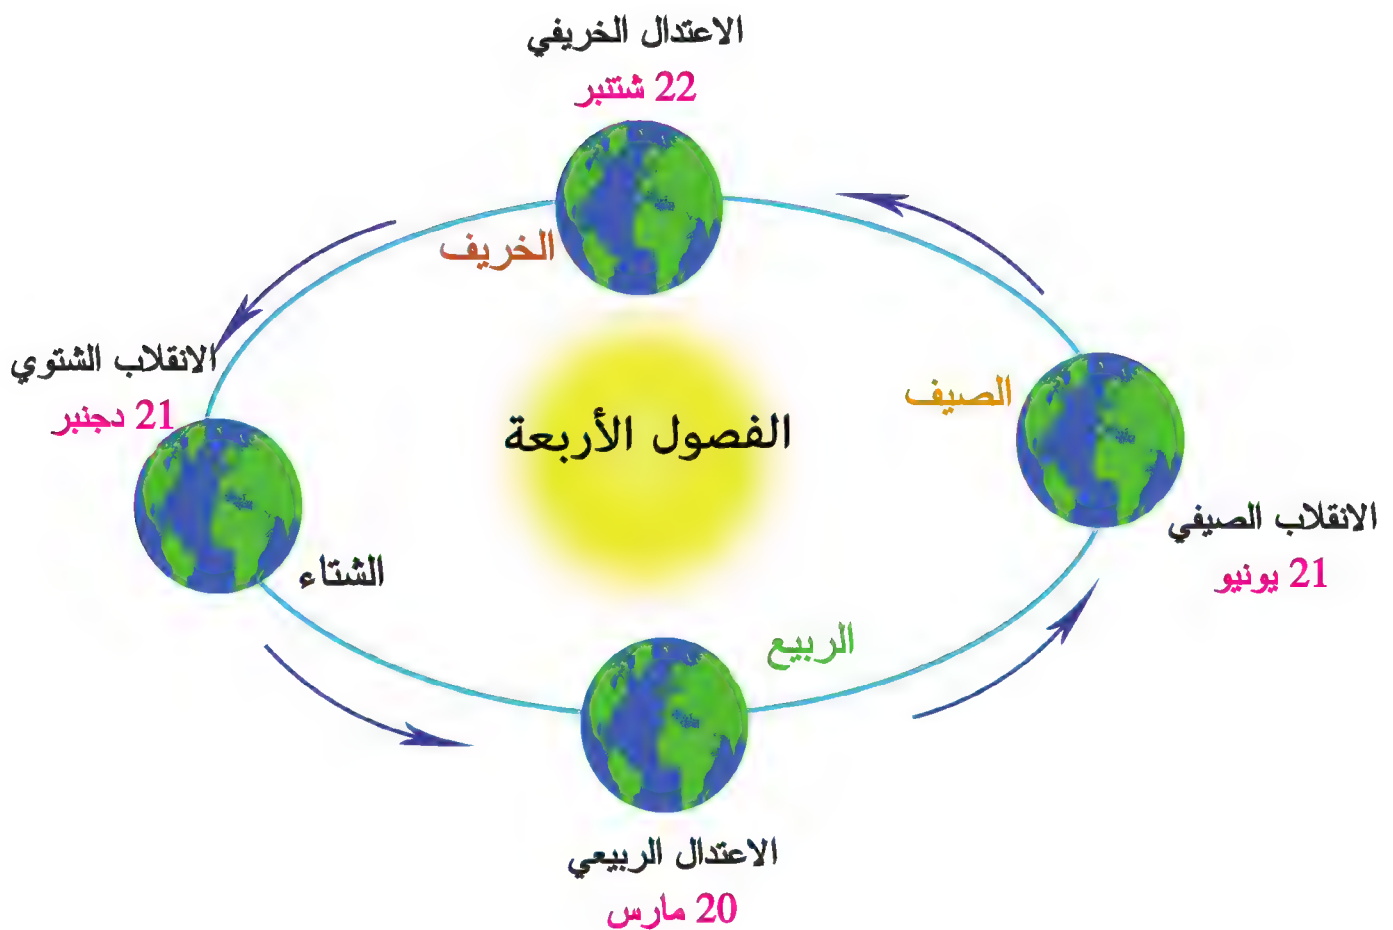 الاعتدال الخريفي
22 شتنبر
الخريف
الانقلاب الشتوي
21 دجنبر
الصيف
الفصول الأربعة
الانقلاب الصيفي
21 يونيو
الشتاء
الربيع
الاعتدال الربيعي
20 مارس